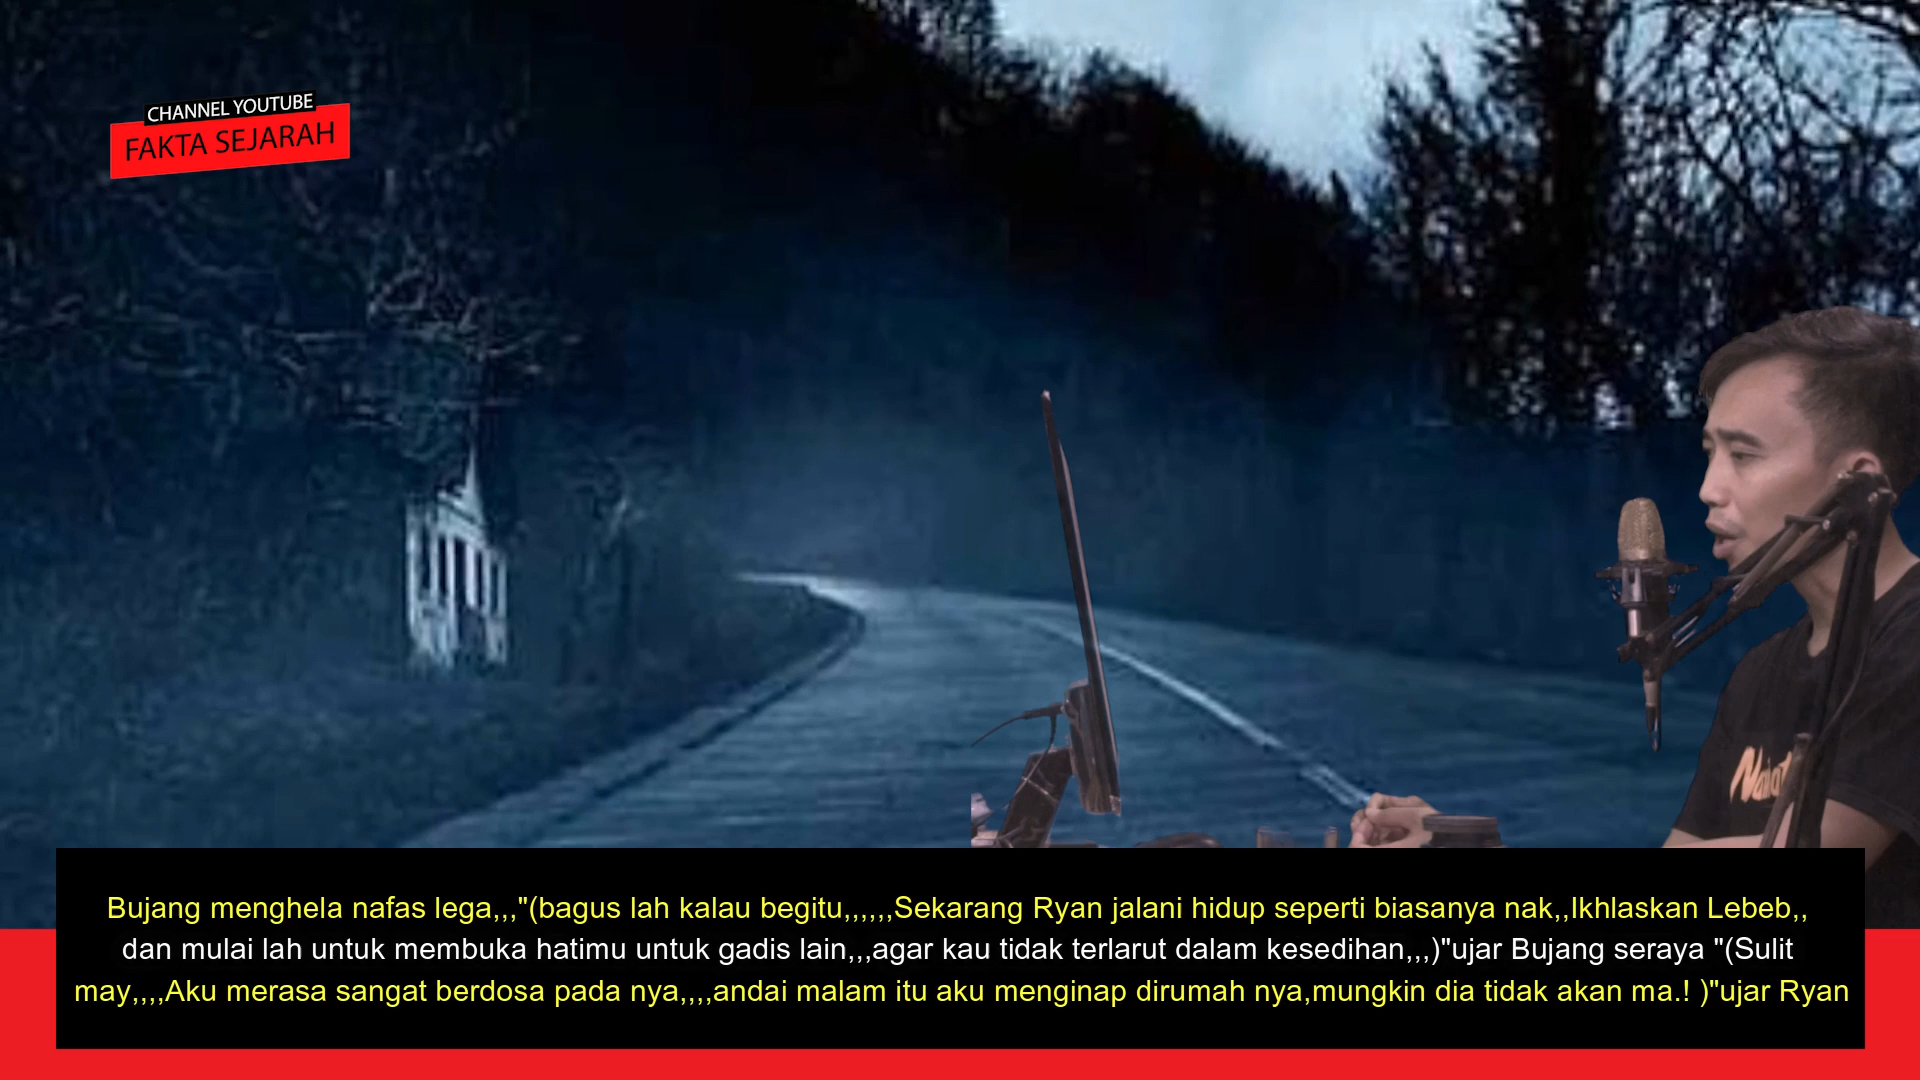 CHANNEL YOUTUBE
FAKTA SEJARAH
Bujang menghela nafas lega,,,"(bagus lah kalau begitu,,,,,,Sekarang Ryan jalani hidup seperti biasanya nak,,Ikhlaskan Lebeb,,
dan mulai lah untuk membuka hatimu untuk gadis lain,,,agar kau tidak terlarut dalam kesedihan,,,)"ujar Bujang seraya "(Sulit
may,,,,Aku merasa sangat berdosa pada nya,,,,andai malam itu aku menginap dirumah nya,mungkin dia tidak akan ma.! )"ujar Ryan